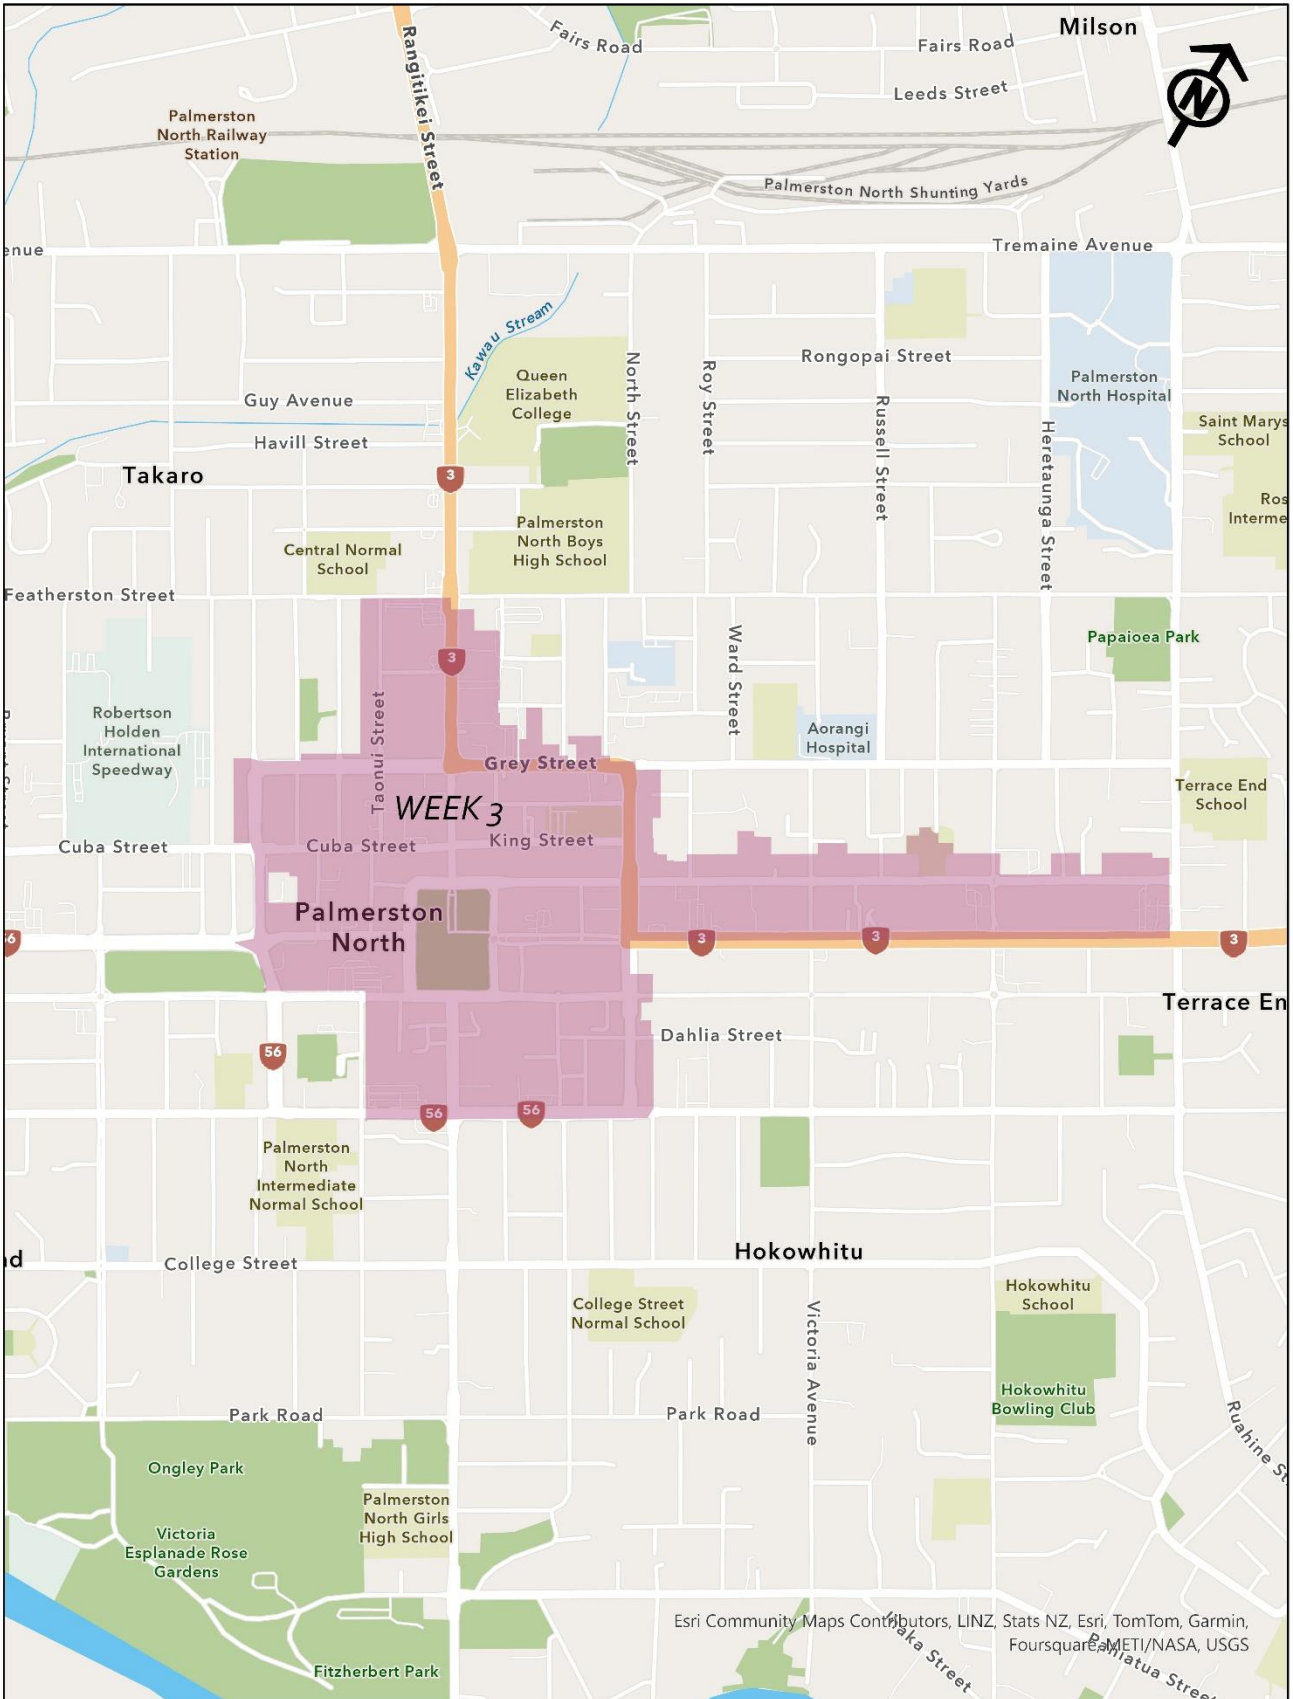 Milson
Fairs Road
Fairs Road
Leeds Street
Rangitikei Street
N
Palmerston
North Railway
Station
Palmerston North Shunting Yards
enue
Tremaine Avenue
Kawau Stream
Rongopai Street
Queen
Elizabeth
College
North Street
Roy Street
Russell Street
Palmerston
North Hospital
Guy Avenue
Havill Street
Saint Marys
School
Heretaunga Street
Takaro
3
Ros
Interme
Palmerston
North Boys
High School
Central Normal
School
Featherston Street
Ward Street
Papaioea Park
3
Taonui Street
Robertson
Holden
International
Speedway
Aorangi
Hospital
Grey Street
Terrace End
School
WEEK 3
Cuba Street
Cuba Street
King Street
Palmerston
North
3
3
3
Terrace En
Dahlia Street
56
56
56
Palmerston
North
Intermediate
Normal School
Hokowhitu
College Street
Hokowhitu
School
College Street
Normal School
Victoria Avenue
Hokowhitu
Bowling Club
Park Road
Park Road
Ruahine St
Ongley Park
Palmerston
North Girls
High School
Victoria
Esplanade Rose
Gardens
Fitzherbert Park
Esri Community Maps Contributors, LINZ, Stats NZ, Esri, TomTom, Garmin,
Foursquare, METI/NASA, USGS